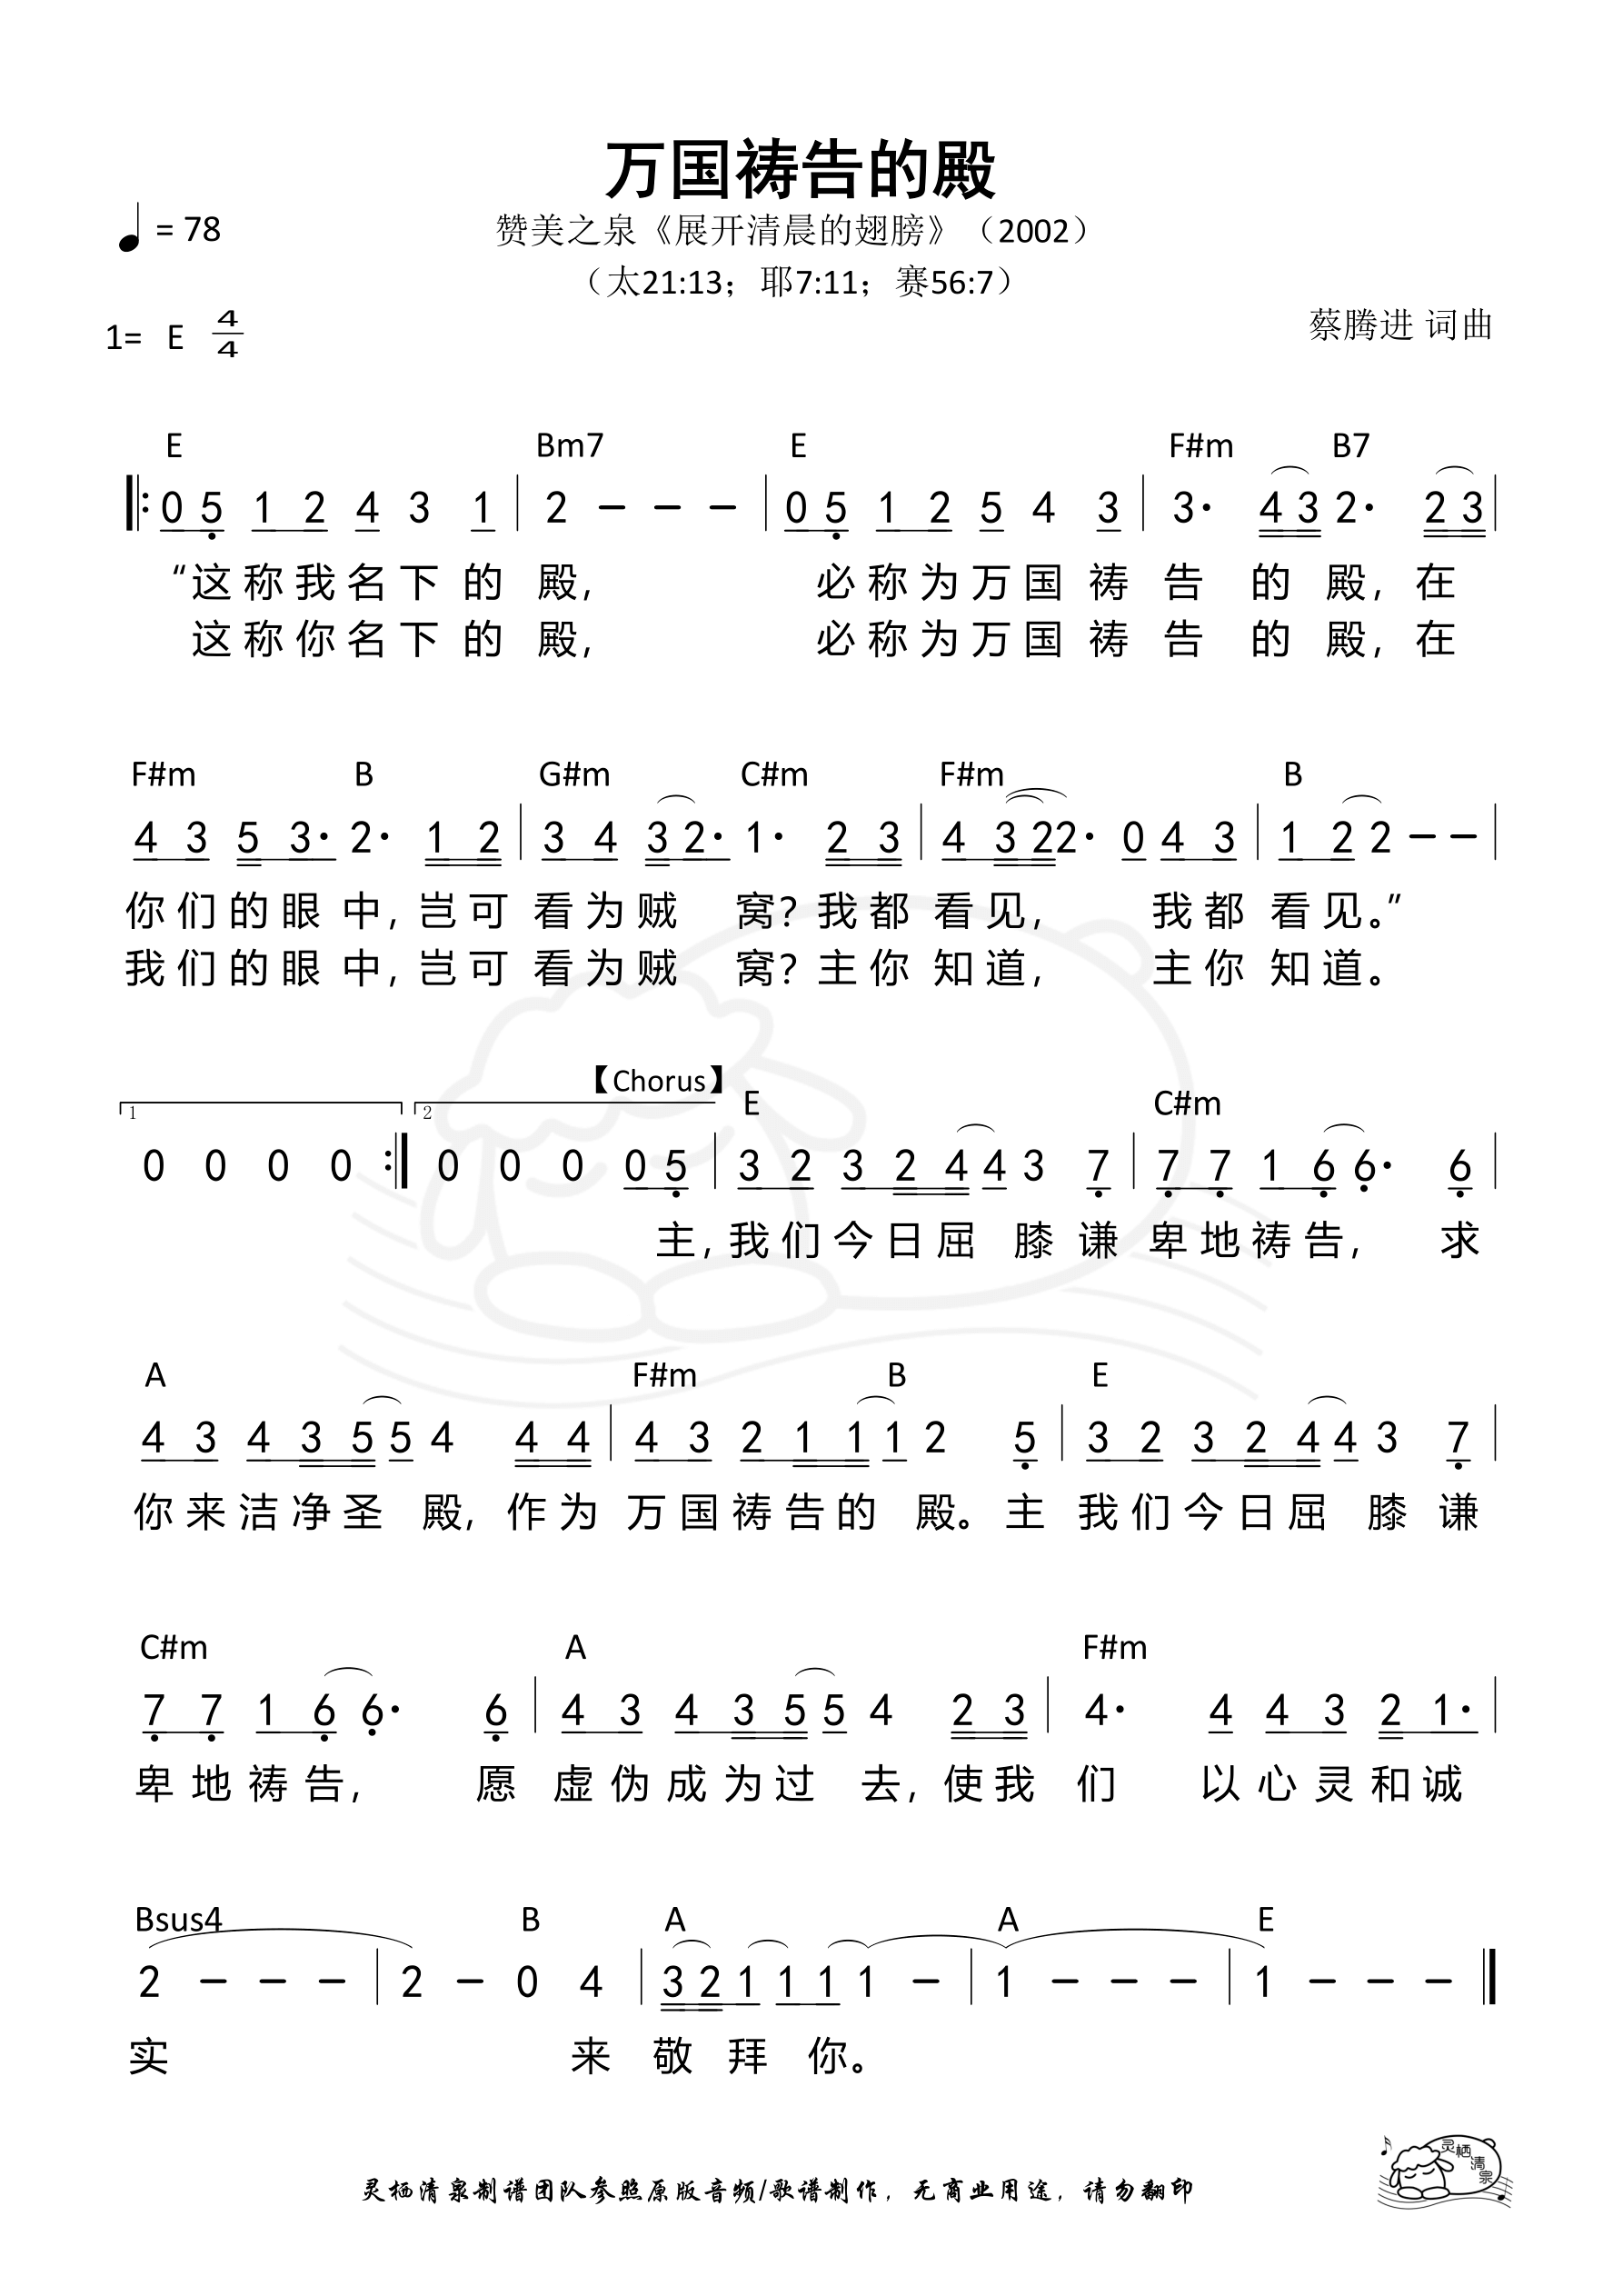 万国祷告的殿
= 78
赞美之泉《展开清晨的翅膀》（2002）
（太21:13；耶7:11；赛56:7）
1= E 4/4
蔡腾进 词曲
E Bm7 E F#m B7
0 5 1 2 4 3 1 | 2 – – – | 0 5 1 2 5 4 3 | 3· 4 3 2· 2 3 |
“这称我名下的殿， 必称为万国祷告的殿，在
这称你名下的殿， 必称为万国祷告的殿，在
F#m B G#m C#m F#m B
4 3 5 3· 2· 1 2 | 3 4 3 2· 1· 2 3 | 4 3 2 2· 0 4 3 | 1 2 2 – – |
你们的眼中，岂可看为贼窝？我都看见， 我都看见。”
我们的眼中，岂可看为贼窝？主你知道， 主你知道。
【Chorus】
1 2 E C#m
0 0 0 0 :| 0 0 0 0 5 | 3 2 3 2 4 4 3 7 | 7 7 1 6 6· 6 |
主，我们今日屈膝谦卑地祷告， 求
A F#m B E
4 3 4 3 5 5 4 4 4 | 4 3 2 1 1 1 2 5 | 3 2 3 2 4 4 3 7 |
你来洁净圣殿，作为万国祷告的殿。主我们今日屈膝谦
C#m A F#m
7 7 1 6 6· 6 | 4 3 4 3 5 5 4 2 3 | 4· 4 4 3 2 1· |
卑地祷告， 愿虚伪成为过去，使我们以心灵和诚
Bsus4 B A A E
2 – – – | 2 – 0 4 | 3 2 1 1 1 1 – | 1 – – – | 1 – – – ‖
实 来敬拜你。
灵栖清泉
灵栖清泉制谱团队参照原版音频/歌谱制作，无商业用途，请勿翻印